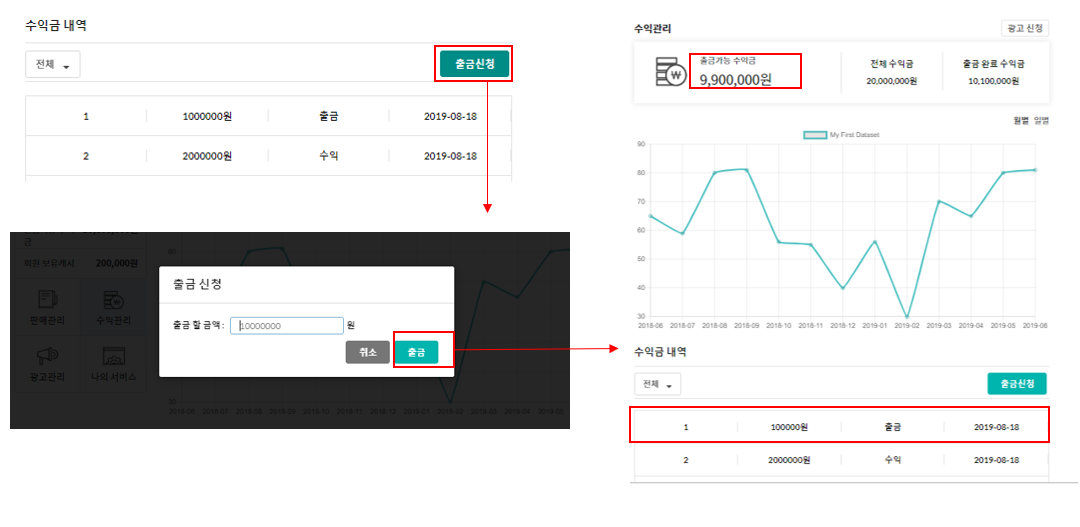 수익금 내역
전체
출금신청
1 1000000원 출금 2019-08-18
2 2000000원 수익 2019-08-18
금
회원 보유캐시 200,000원
판매관리 수익관리
광고관리 나의 서비스
출금 신청
출금 할 금액 : 10000000 원
취소 출금
30
2018-06 2018-07 2018-08 2018-09 2018-10 2018-11 2018-12 2019-01 2019-02 2019-03 2019-04 2019-05
수익관리
광고 신청
출금가능 수익금
9,900,000원
전체 수익금
20,000,000원
출금 완료 수익금
10,100,000원
월별 일별
My First Dataset
90
80
70
60
50
40
30
2018-06 2018-07 2018-08 2018-09 2018-10 2018-11 2018-12 2019-01 2019-02 2019-03 2019-04 2019-05 2019-06
수익금 내역
전체
출금신청
1 100000원 출금 2019-08-18
2 2000000원 수익 2019-08-18